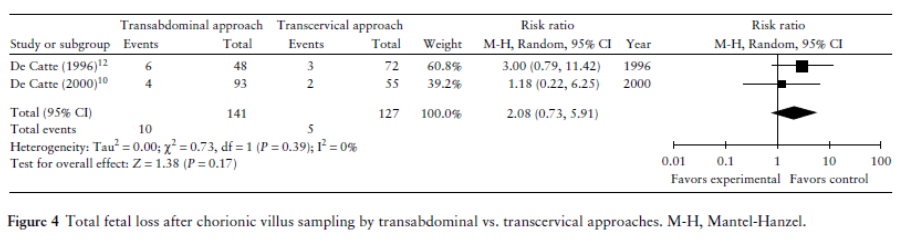 Transabdominal approach Transcervical approach Risk ratio Risk ratio
Study or subgroup Events Total Events Total Weight M-H, Random, 95% CI Year M-H, Random, 95% CI
De Catte (1996)12 6 48 3 72 60.8% 3.00 (0.79, 11.42) 1996
De Catte (2000)10 4 93 2 55 39.2% 1.18 (0.22, 6.25) 2000
Total (95% CI) 141 127 100.0% 2.08 (0.73, 5.91)
Total events 10 5
Heterogeneity: Tau² = 0.00; χ² = 0.73, df = 1 (P = 0.39); I² = 0%
Test for overall effect: Z = 1.38 (P = 0.17)
0.01 0.1 1 10 100
Favors experimental Favors control
Figure 4 Total fetal loss after chorionic villus sampling by transabdominal vs. transcervical approaches. M-H, Mantel-Hanzel.